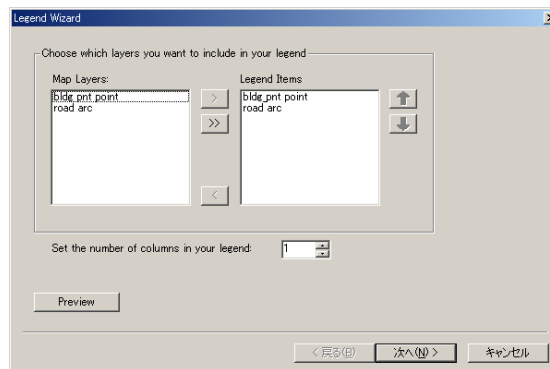 Legend Wizard
Choose which layers you want to include in your legend
Map Layers:
bldg_pnt point
road arc
>
>>
<
Legend Items
bldg_pnt point
road arc
Set the number of columns in your legend:
1
Preview
< 戻る(B)
次へ(N) >
キャンセル